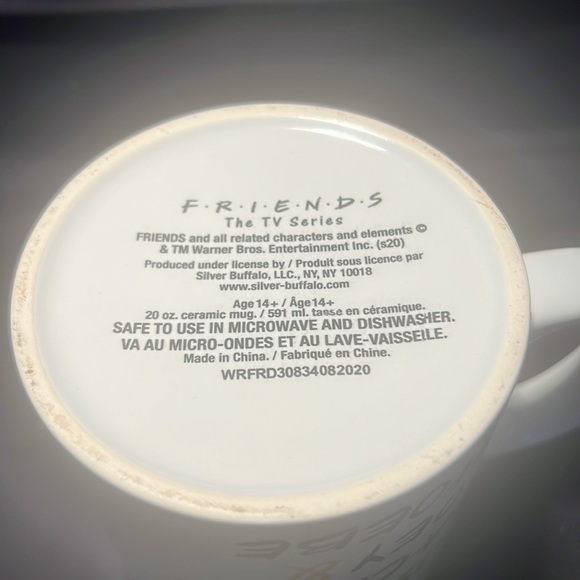 F·R·I·E·N·D·S
The TV Series
FRIENDS and all related characters and elements ©
& TM Warner Bros. Entertainment Inc. (s20)
Produced under license by / Produit sous licence par
Silver Buffalo, LLC., NY, NY 10018
www.silver-buffalo.com
Age 14+ / Âge 14+
20 oz. ceramic mug. / 591 ml. tasse en céramique.
SAFE TO USE IN MICROWAVE AND DISHWASHER.
VA AU MICRO-ONDES ET AU LAVE-VAISSEILE.
Made in China. / Fabriqué en Chine.
WRFRD30834082020